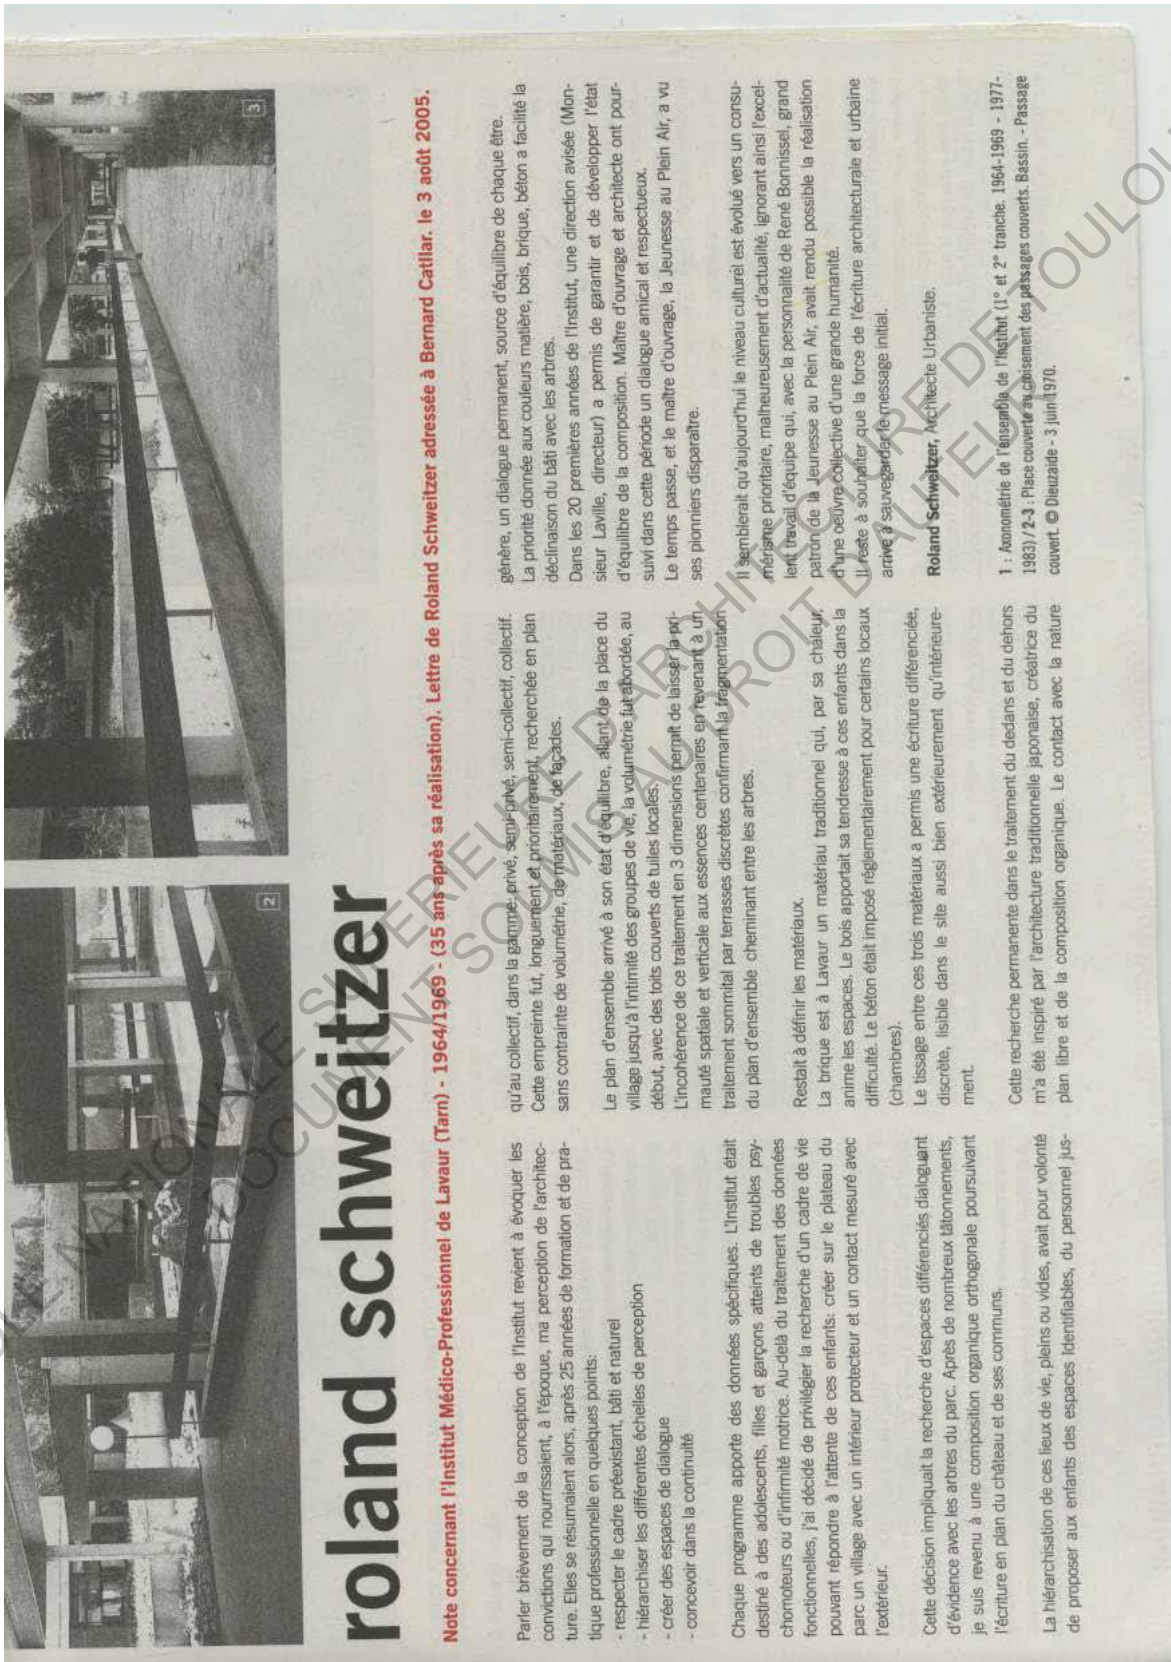 2
3
roland schweitzer
Note concernant l'Institut Médico-Professionnel de Lavaur (Tarn) - 1964/1969 - (35 ans après sa réalisation). Lettre de Roland Schweitzer adressée à Bernard Catllar. le 3 août 2005.
Parler brièvement de la conception de l'Institut revient à évoquer les
convictions qui nourrissaient, à l'époque, ma perception de l'architec-
ture. Elles se résumaient alors, après 25 années de formation et de pra-
tique professionnelle en quelques points:
- respecter le cadre préexistant, bâti et naturel
- hiérarchiser les différentes échelles de perception
- créer des espaces de dialogue
- concevoir dans la continuité
Chaque programme apporte des données spécifiques. L'Institut était
destiné à des adolescents, filles et garçons atteints de troubles psy-
chomoteurs ou d'infirmité motrice. Au-delà du traitement des données
fonctionnelles, j'ai décidé de privilégier la recherche d'un cadre de vie
pouvant répondre à l'attente de ces enfants: créer sur le plateau du
parc un village avec un intérieur protecteur et un contact mesuré avec
l'extérieur.
Cette décision impliquait la recherche d'espaces différenciés dialoguant
d'évidence avec les arbres du parc. Après de nombreux tâtonnements,
je suis revenu à une composition organique orthogonale poursuivant
l'écriture en plan du château et de ses communs.
La hiérarchisation de ces lieux de vie, pleins ou vides, avait pour volonté
de proposer aux enfants des espaces Identifiables, du personnel jus-
qu'au collectif, dans la gamme: privé, semi-privé, semi-collectif, collectif.
Cette empreinte fut, longuement et prioritairement, recherchée en plan
sans contrainte de volumétrie, de matériaux, de façades.
Le plan d'ensemble arrivé à son état d'équilibre, allant de la place du
village jusqu'à l'intimité des groupes de vie, la volumétrie fut abordée, au
début, avec des toits couverts de tuiles locales.
L'incohérence de ce traitement en 3 dimensions permit de laisser la pri-
mauté spatiale et verticale aux essences centenaires en revenant à un
traitement sommital par terrasses discrètes confirmant la fragmentation
du plan d'ensemble cheminant entre les arbres.
Restait à définir les matériaux.
La brique est à Lavaur un matériau traditionnel qui, par sa chaleur,
anime les espaces. Le bois apportait sa tendresse à ces enfants dans la
difficulté. Le béton était imposé réglementairement pour certains locaux
(chambres).
Le tissage entre ces trois matériaux a permis une écriture différenciée,
discrète, lisible dans le site aussi bien extérieurement qu'intérieure-
ment.
Cette recherche permanente dans le traitement du dedans et du dehors
m'a été inspiré par l'architecture traditionnelle japonaise, créatrice du
plan libre et de la composition organique. Le contact avec la nature
génère, un dialogue permanent, source d'équilibre de chaque être.
La priorité donnée aux couleurs matière, bois, brique, béton a facilité la
déclinaison du bâti avec les arbres.
Dans les 20 premières années de l'Institut, une direction avisée (Mon-
sieur Laville, directeur) a permis de garantir et de développer l'état
d'équilibre de la composition. Maître d'ouvrage et architecte ont pour-
suivi dans cette période un dialogue amical et respectueux.
Le temps passe, et le maître d'ouvrage, la Jeunesse au Plein Air, a vu
ses pionniers disparaître.
Il semblerait qu'aujourd'hui le niveau culturel est évolué vers un consu-
mérisme prioritaire, malheureusement d'actualité, ignorant ainsi l'excel-
lent travail d'équipe qui, avec la personnalité de René Bonnissel, grand
patron de la Jeunesse au Plein Air, avait rendu possible la réalisation
d'une oeuvre collective d'une grande humanité.
Il reste à souhaiter que la force de l'écriture architecturale et urbaine
arrive à sauvegarder le message initial.
Roland Schweitzer, Architecte Urbaniste.
1 : Axonométrie de l'ensemble de l'Institut (1° et 2° tranche. 1964-1969 - 1977-
1983) / 2-3 : Place couverte au croisement des passages couverts. Bassin. - Passage
couvert. © Dieuzaide - 3 juin 1970.
NATIONALE SUPERIEURE D'ARCHITECTURE DE
DOCUMENT SOUMIS AU DROIT D'AUTEUR